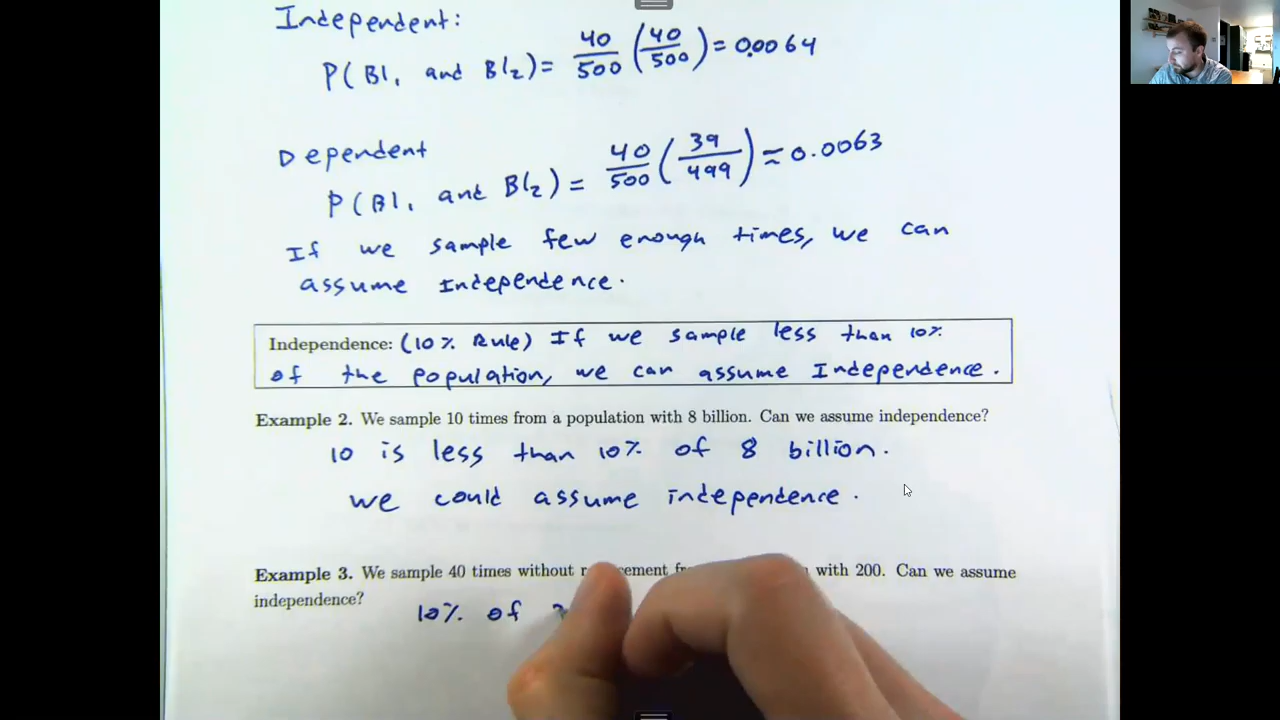 Independent:
P(Bl₁ and Bl₂) = 40/500 (40/500) = 0.0064
Dependent
P(Bl₁ and Bl₂) = 40/500 (39/499) ≈ 0.0063
If we sample few enough times, we can
assume Independence.
Independence: (10% Rule) If we sample less than 10%
of the population, we can assume Independence.
Example 2. We sample 10 times from a population with 8 billion. Can we assume independence?
10 is less than 10% of 8 billion.
we could assume independence.
Example 3. We sample 40 times without with 200. Can we assume
independence?
10% of